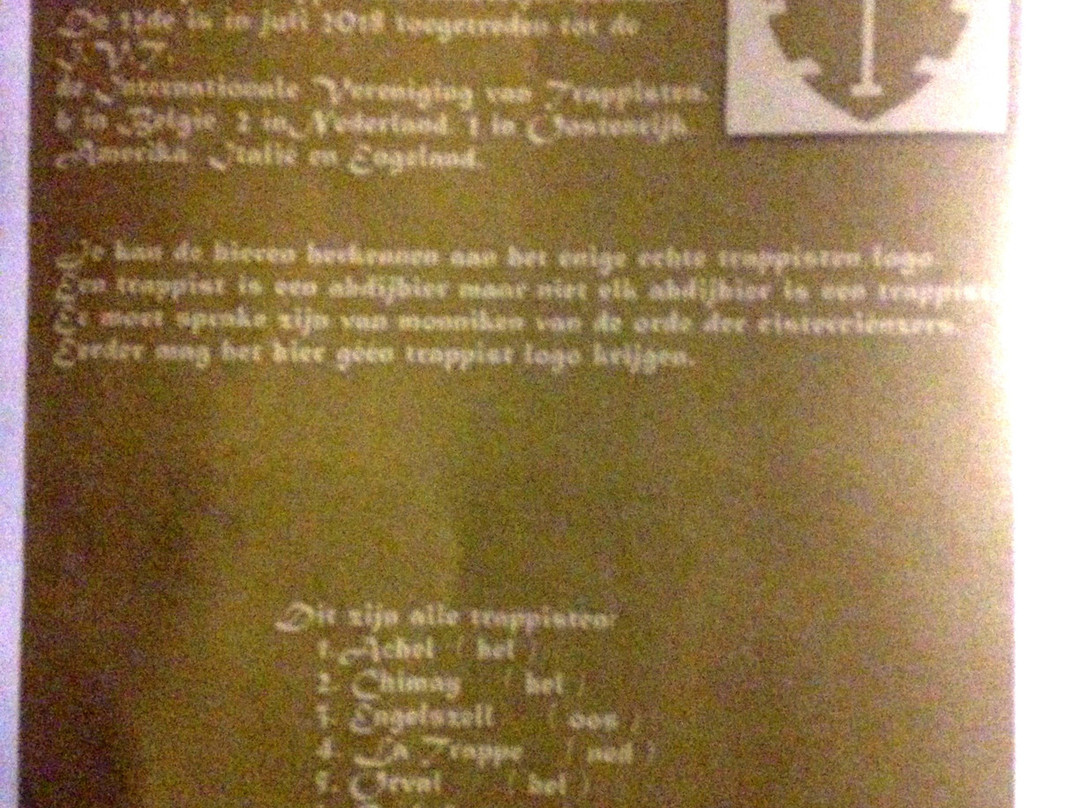 De 12de is in juli 2018 toegetreden tot de
I.V.T.
de Internationale Vereniging van Trappisten.
6 in Belgie 2 in Nederland 1 in Oostenrijk
Amerika Italie en Engeland.
Je kan de bieren herkennen aan het enige echte trappisten logo
Een trappist is een abdijbier maar niet elk abdijbier is een trappist
moet sprake zijn van monniken van de orde der cisterciënzers.
Eerder mag het bier geen trappist logo krijgen.
Dit zijn alle trappisten:
1. Achel ( bel )
2. Chimay ( bel )
3. Engelszell ( oos )
4. La Trappe ( ned )
5. Orval ( bel )